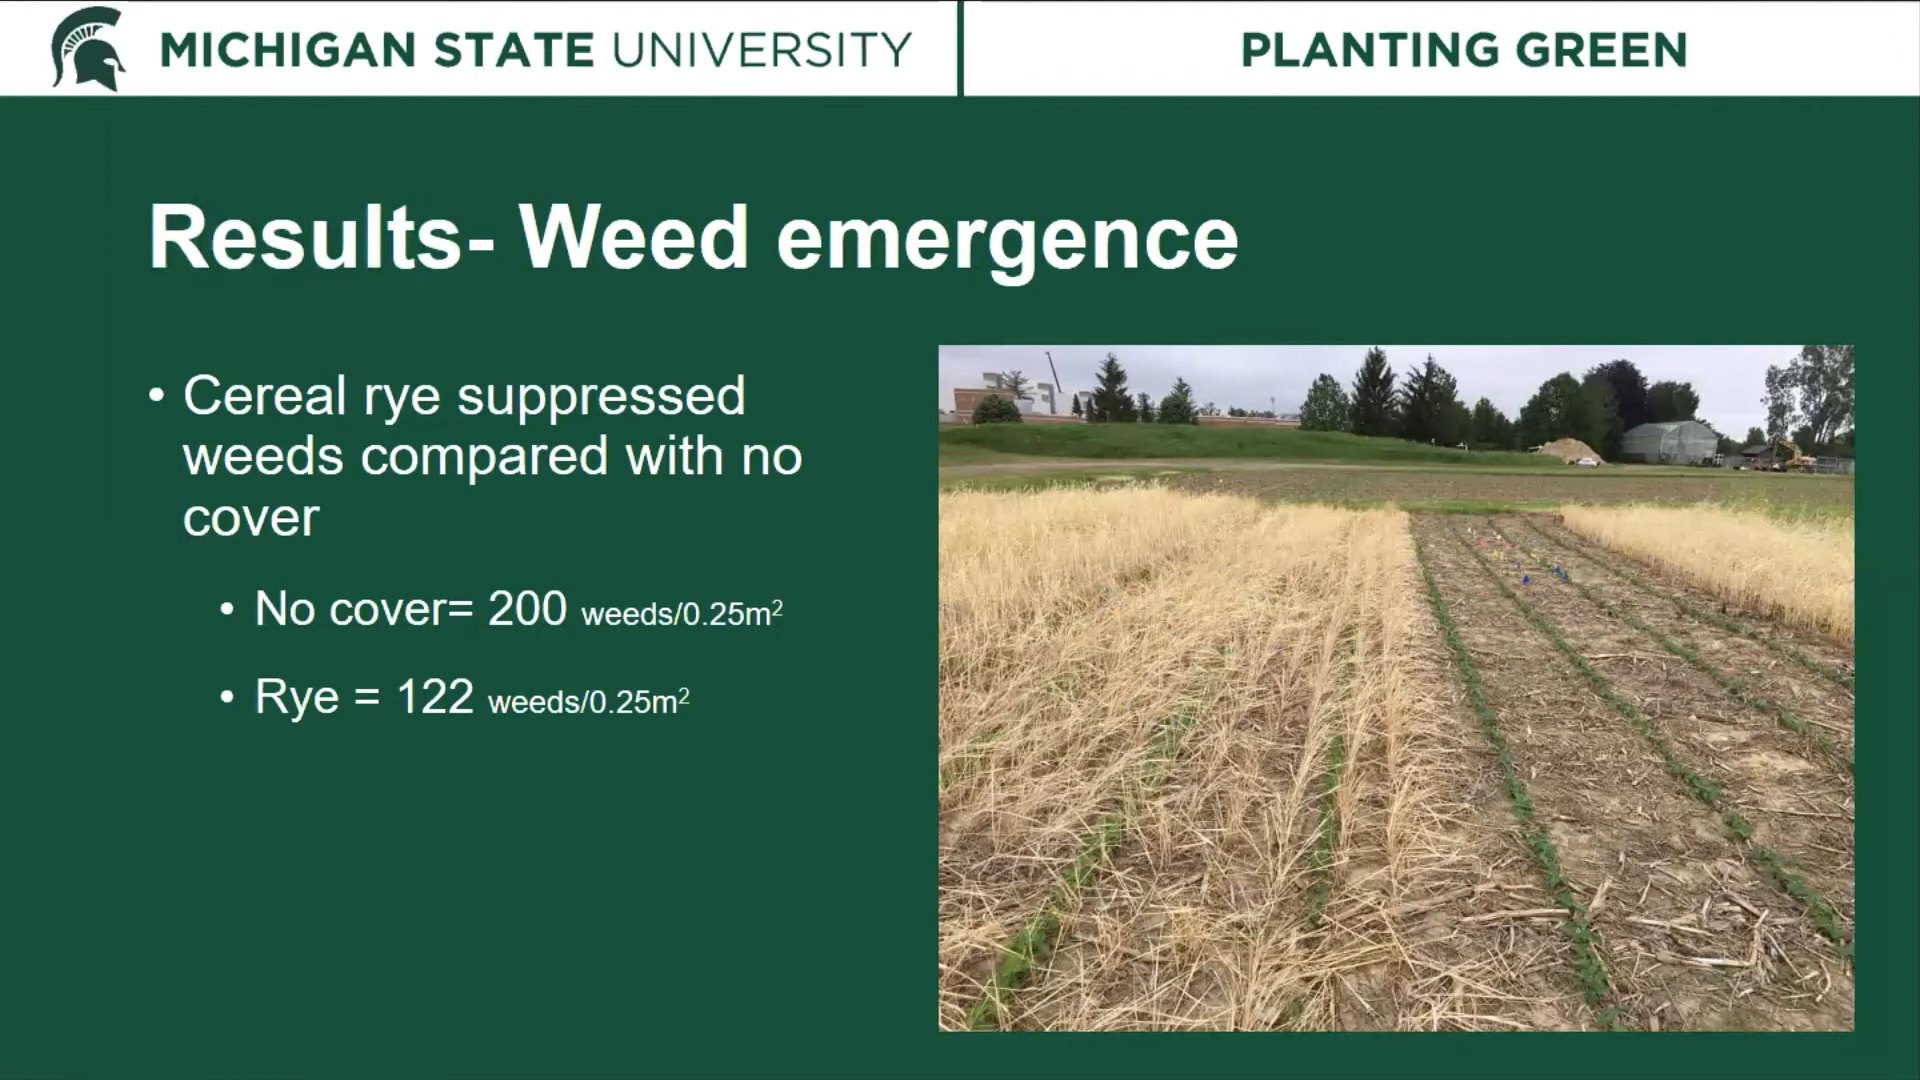 MICHIGAN STATE UNIVERSITY
PLANTING GREEN
Results- Weed emergence
• Cereal rye suppressed
weeds compared with no
cover
• No cover= 200 weeds/0.25m²
• Rye = 122 weeds/0.25m²